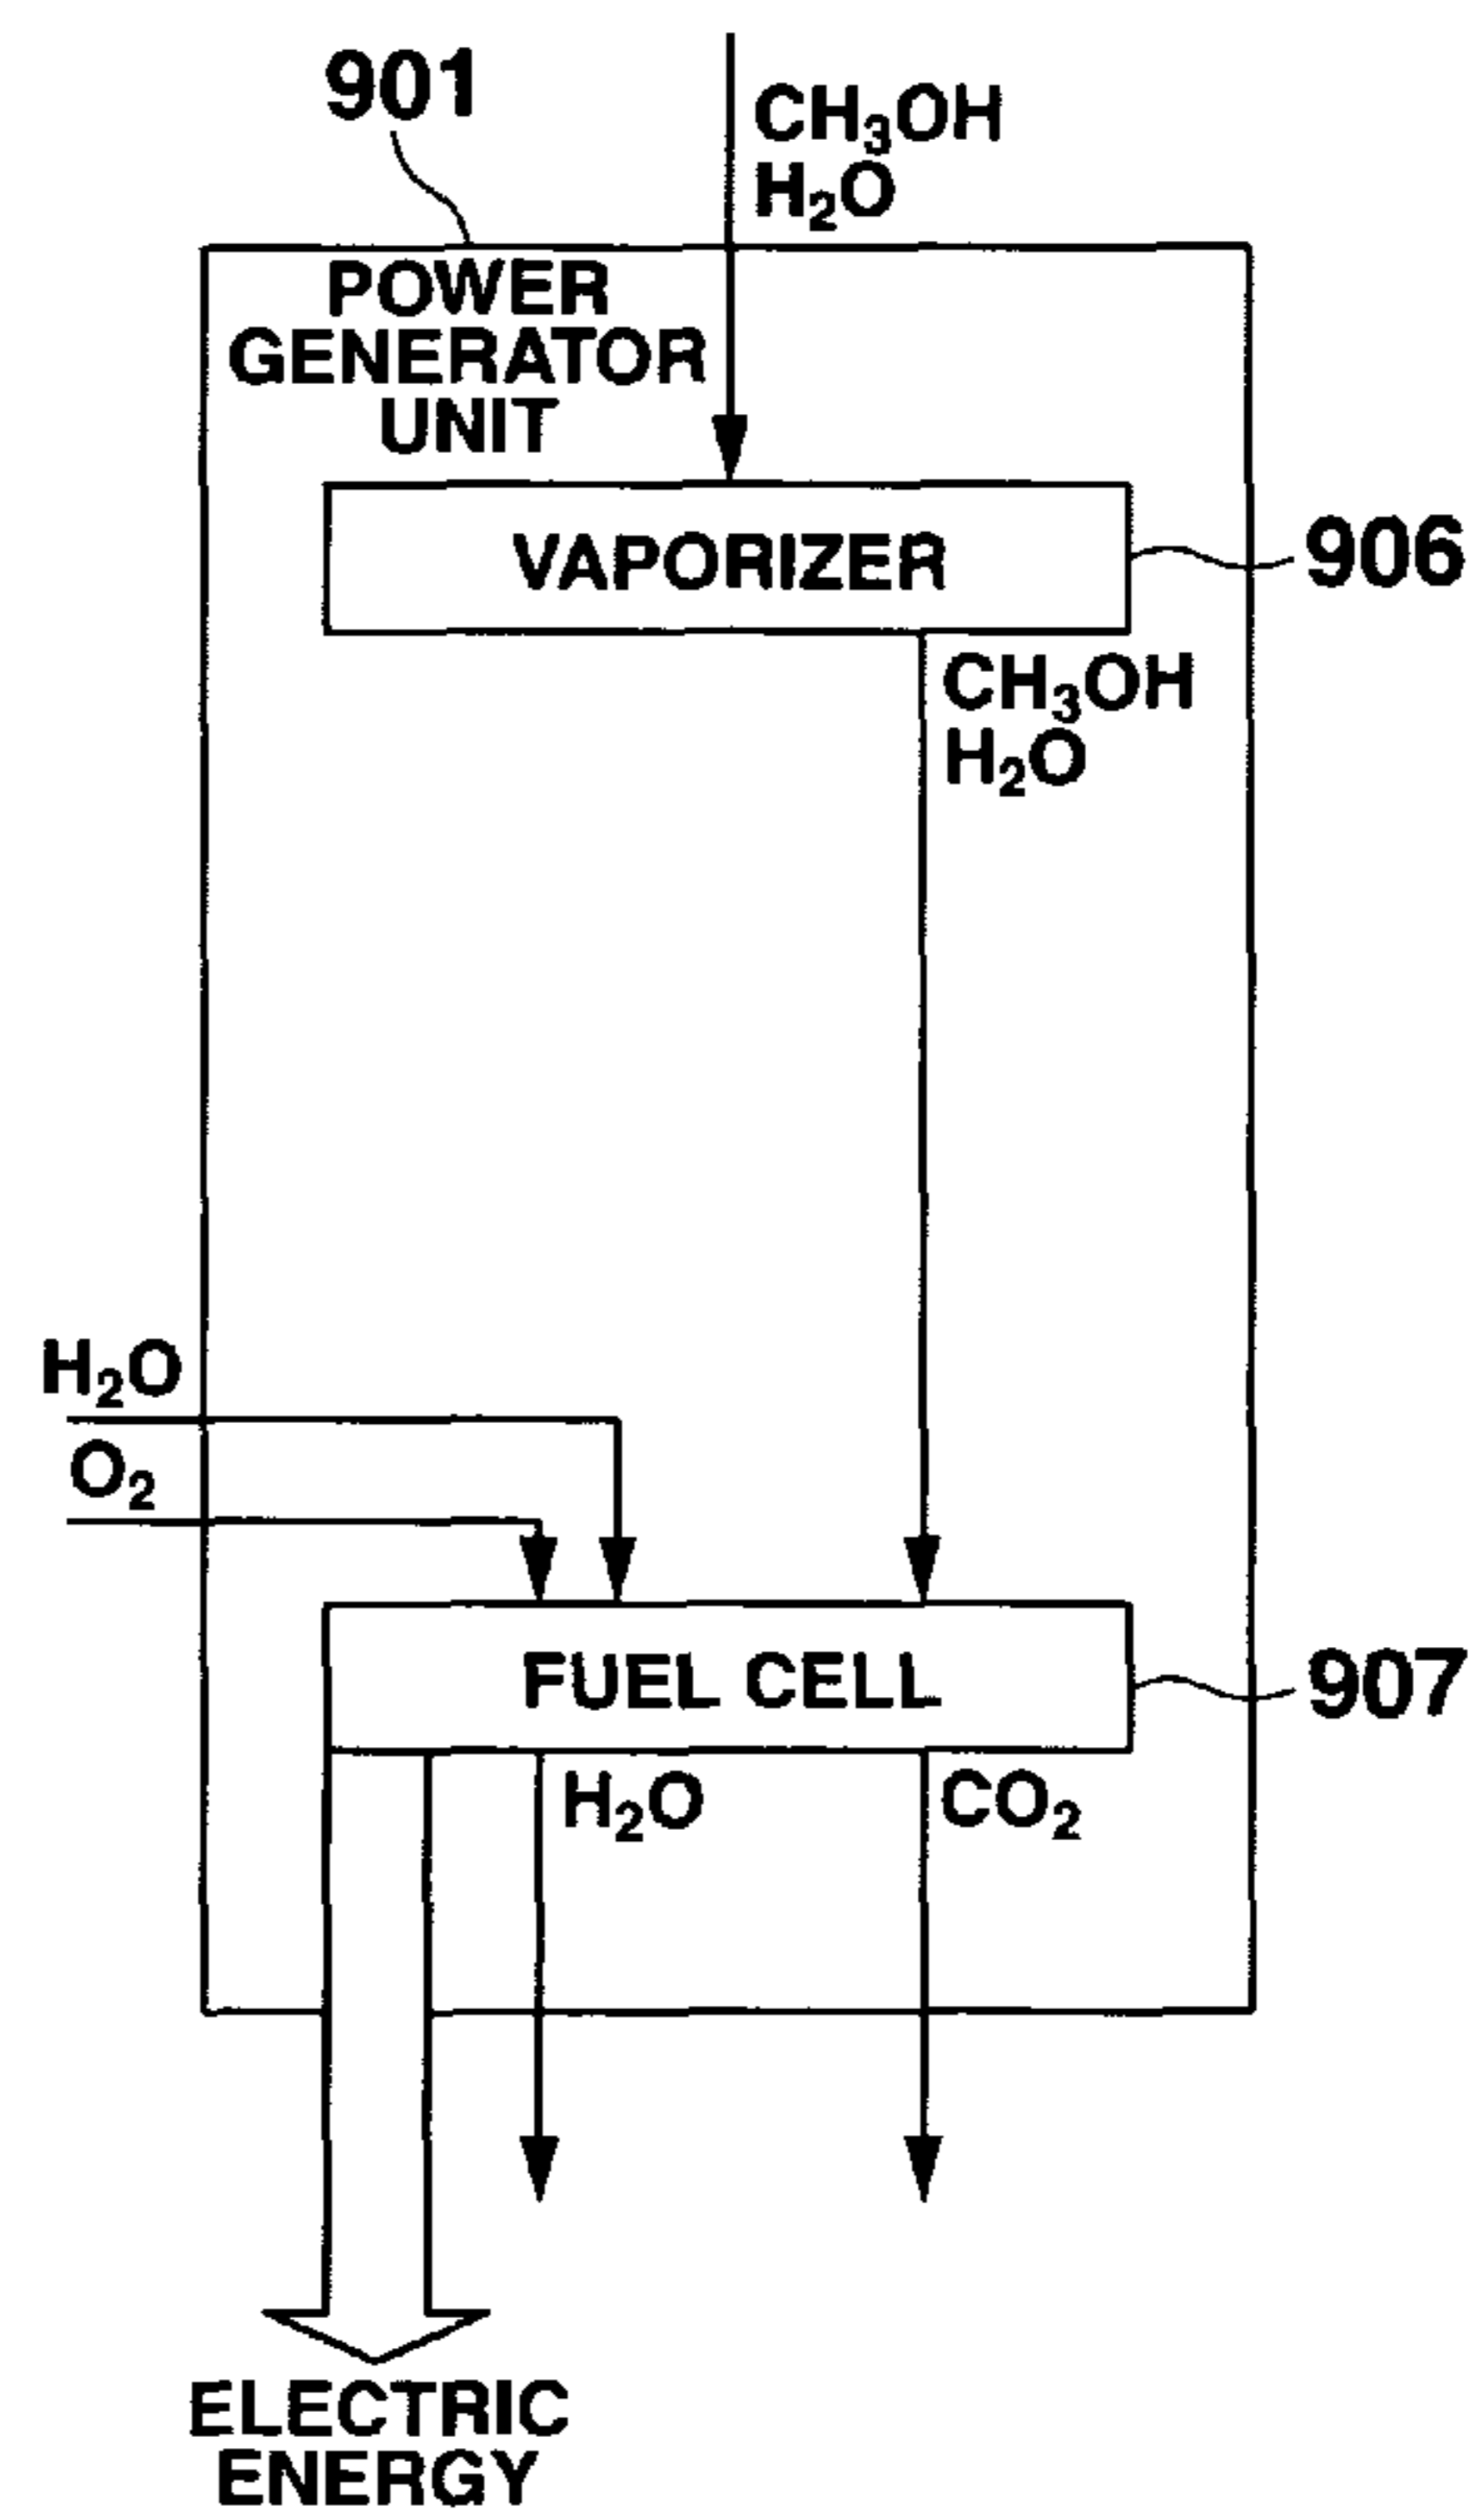 901
CH₃OH
H₂O
POWER
GENERATOR
UNIT
VAPORIZER
906
CH₃OH
H₂O
H₂O
O₂
FUEL CELL
907
H₂O
CO₂
ELECTRIC
ENERGY